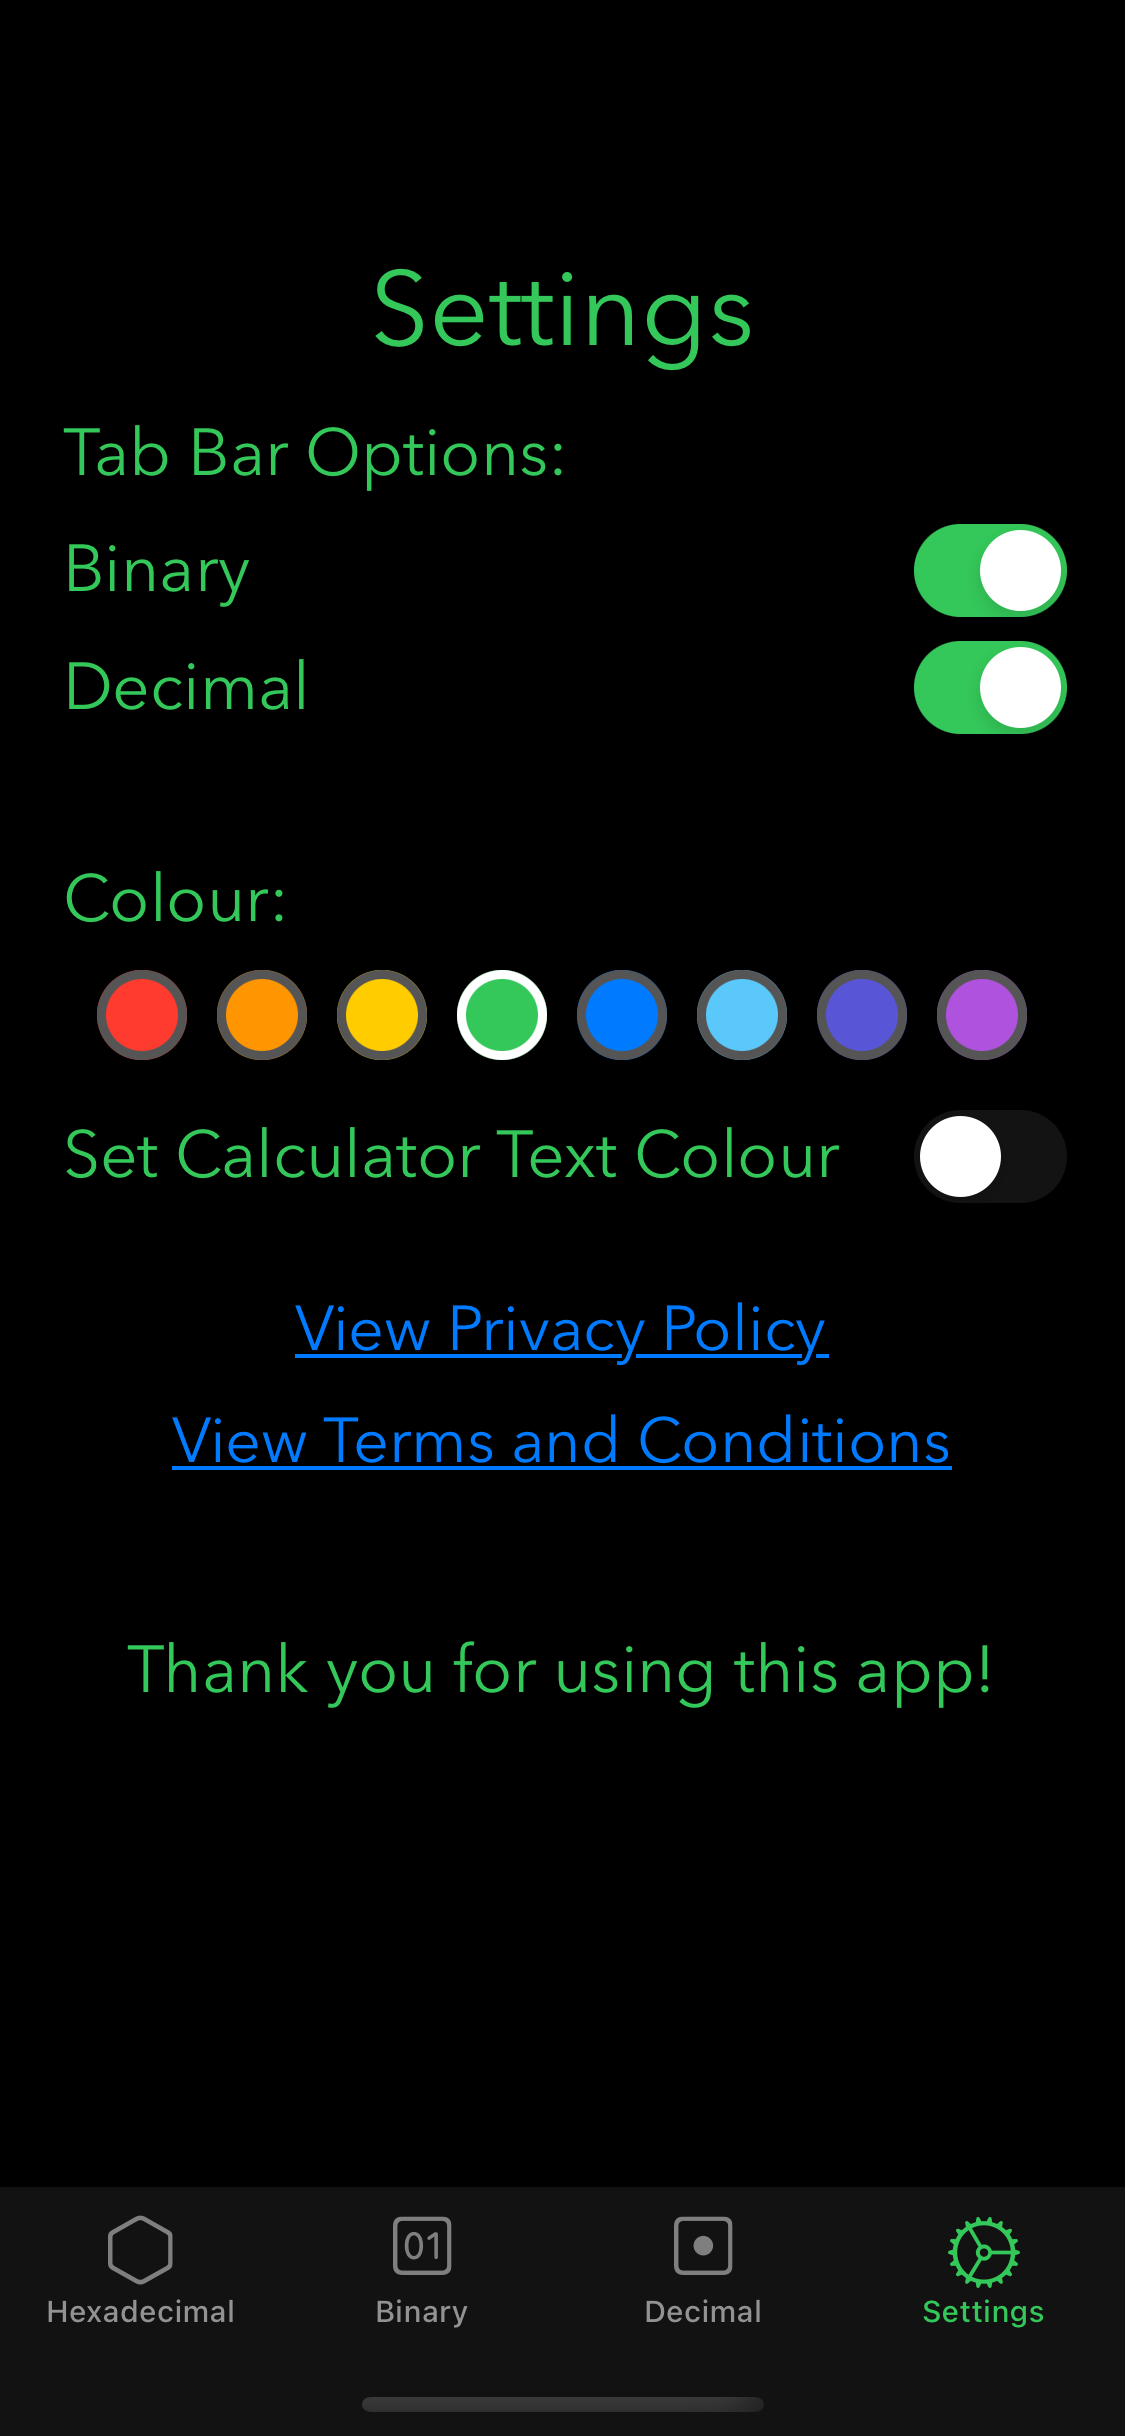 Settings
Tab Bar Options:
Binary
Decimal
Colour:
Set Calculator Text Colour
View Privacy Policy
View Terms and Conditions
Thank you for using this app!
01
Hexadecimal Binary Decimal Settings